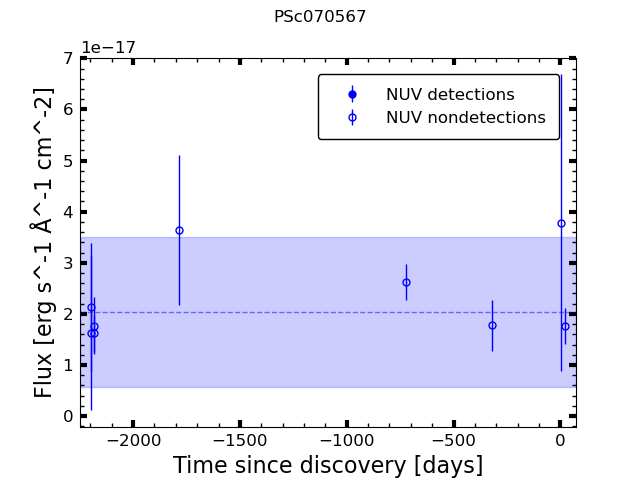 PSc070567
1e−17
NUV detections
NUV nondetections
7
6
5
4
3
2
1
0
Flux [erg s^-1 Å^-1 cm^-2]
−2000 −1500 −1000 −500 0
Time since discovery [days]